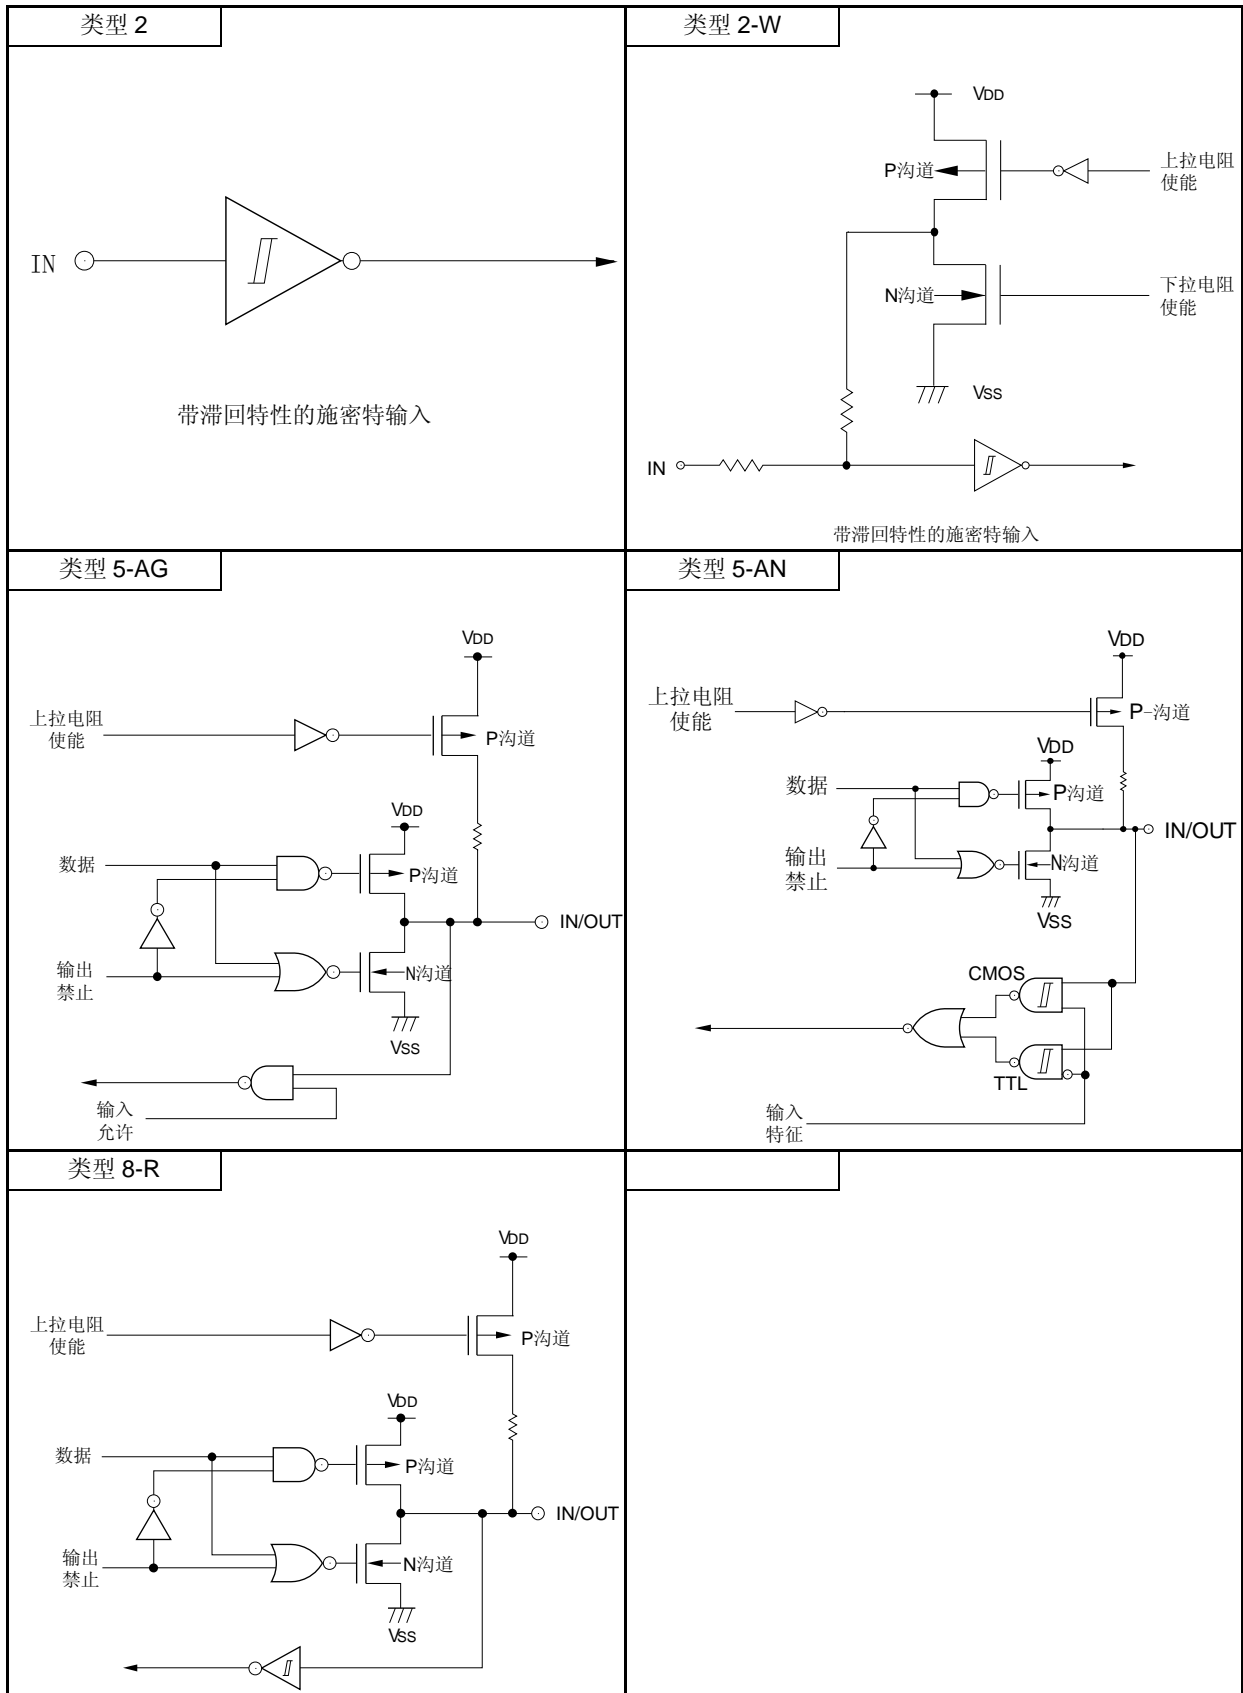 类型 2
IN
带滞回特性的施密特输入
类型 2-W
VDD
P沟道
上拉电阻
使能
N沟道
下拉电阻
使能
VSS
IN
带滞回特性的施密特输入
类型 5-AG
VDD
上拉电阻
使能
P沟道
VDD
数据
P沟道
IN/OUT
输出
禁止
N沟道
VSS
输入
允许
类型 5-AN
VDD
上拉电阻
使能
P-沟道
VDD
数据
P沟道
IN/OUT
输出
禁止
N沟道
VSS
CMOS
TTL
输入
特征
类型 8-R
VDD
上拉电阻
使能
P沟道
VDD
数据
P沟道
IN/OUT
输出
禁止
N沟道
VSS